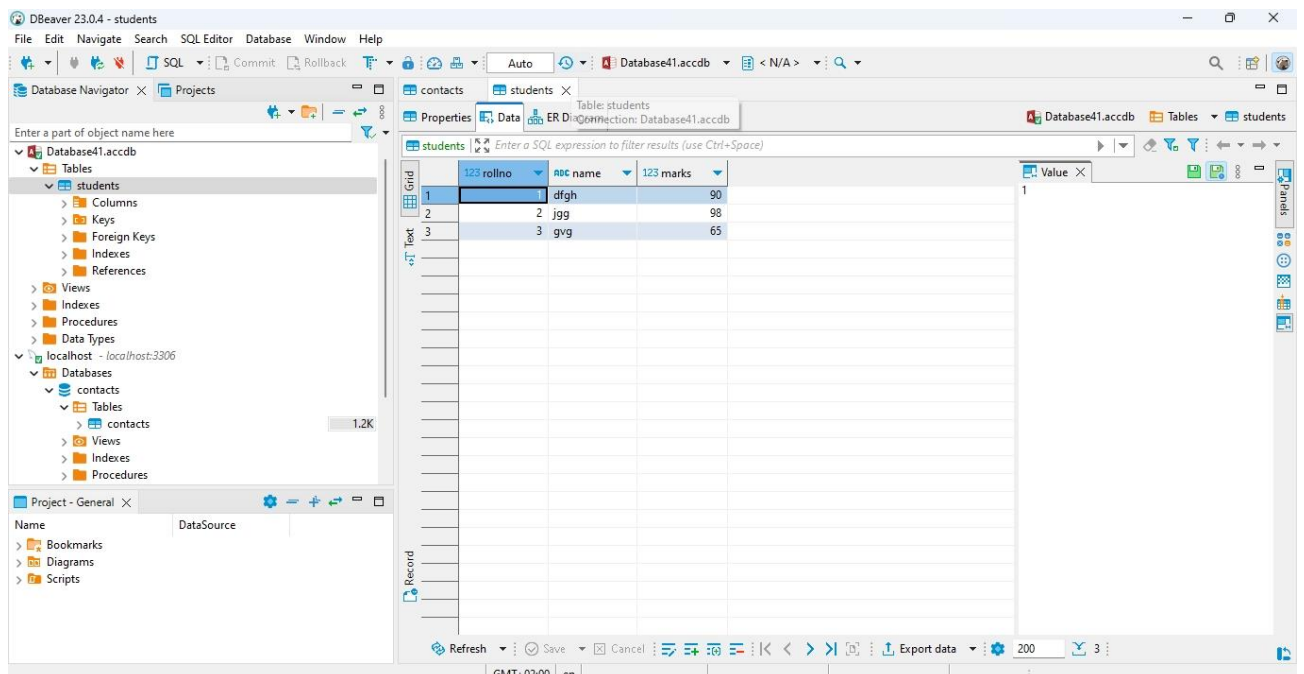 DBeaver 23.0.4 - students
File Edit Navigate Search SQL Editor Database Window Help
SQL Commit Rollback Auto Database41.accdb < N/A >
Database Navigator Projects
contacts students
Table: students
Connection: Database41.accdb
Properties Data ER
Database41.accdb Tables students
Enter a part of object name here
students Enter a SQL expression to filter results (use Ctrl+Space)
Database41.accdb
Tables
students
Columns
Keys
Foreign Keys
Indexes
References
Views
Indexes
Procedures
Data Types
localhost - localhost:3306
Databases
contacts
Tables
contacts 1.2K
Views
Indexes
Procedures
Grid
Text
Record
123 rollno ABC name 123 marks
1 1 dfgh 90
2 2 jgg 98
3 3 gvg 65
Value
1
Panels
Project - General
Name DataSource
Bookmarks
Diagrams
Scripts
Refresh Save Cancel Export data 200 3